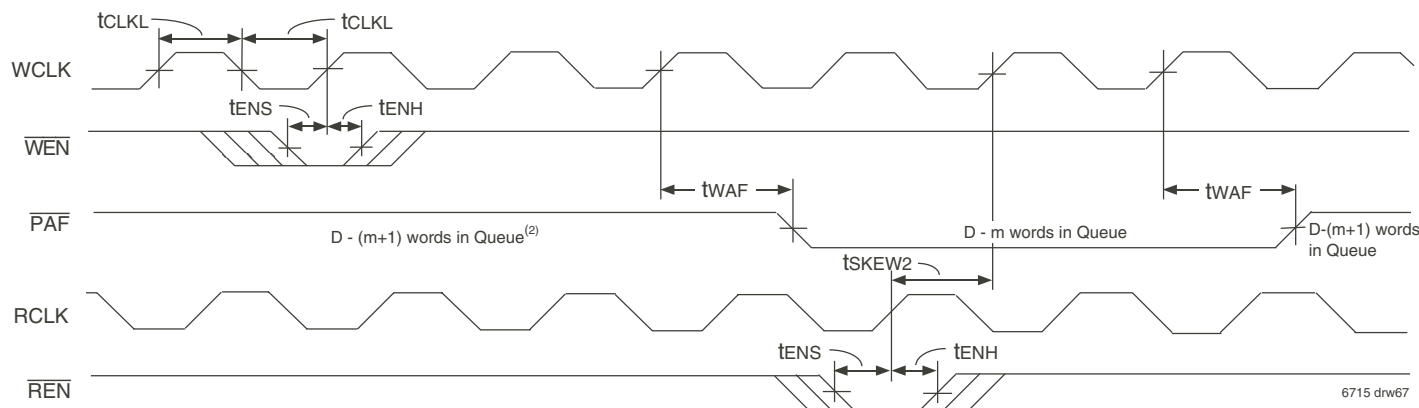 tCLKL tCLKL
WCLK
tENS tENH
WEN
tWAF tWAF
PAF
D - (m+1) words in Queue(2) D - m words in Queue D-(m+1) words
in Queue
tSKEW2
RCLK
tENS tENH
REN
6715 drw67